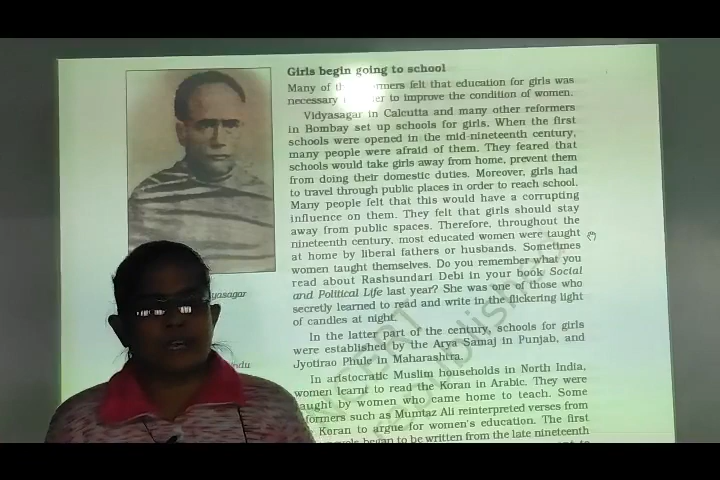 Girls begin going to school
Many of th rmers felt that education for girls was
necessary er to improve the condition of women.
Vidyasagar in Calcutta and many other reformers
in Bombay set up schools for girls. When the first
schools were opened in the mid-nineteenth century,
many people were afraid of them. They feared that
schools would take girls away from home, prevent them
from doing their domestic duties. Moreover, girls had
to travel through public places in order to reach school.
Many people felt that this would have a corrupting
influence on them. They felt that girls should stay
away from public spaces. Therefore, throughout the
nineteenth century, most educated women were taught
at home by liberal fathers or husbands. Sometimes
women taught themselves. Do you remember what you
read about Rashsundari Debi in your book Social
and Political Life last year? She was one of those who
secretly learned to read and write in the flickering light
of candles at night.
In the latter part of the century, schools for girls
were established by the Arya Samaj in Punjab, and
Jyotirao Phule in Maharashtra.
In aristocratic Muslim households in North India,
women learnt to read the Koran in Arabic. They were
taught by women who came home to teach. Some
formers such as Mumtaz Ali reinterpreted verses from
Koran to argue for women's education. The first
began to be written from the late nineteenth
yasagar